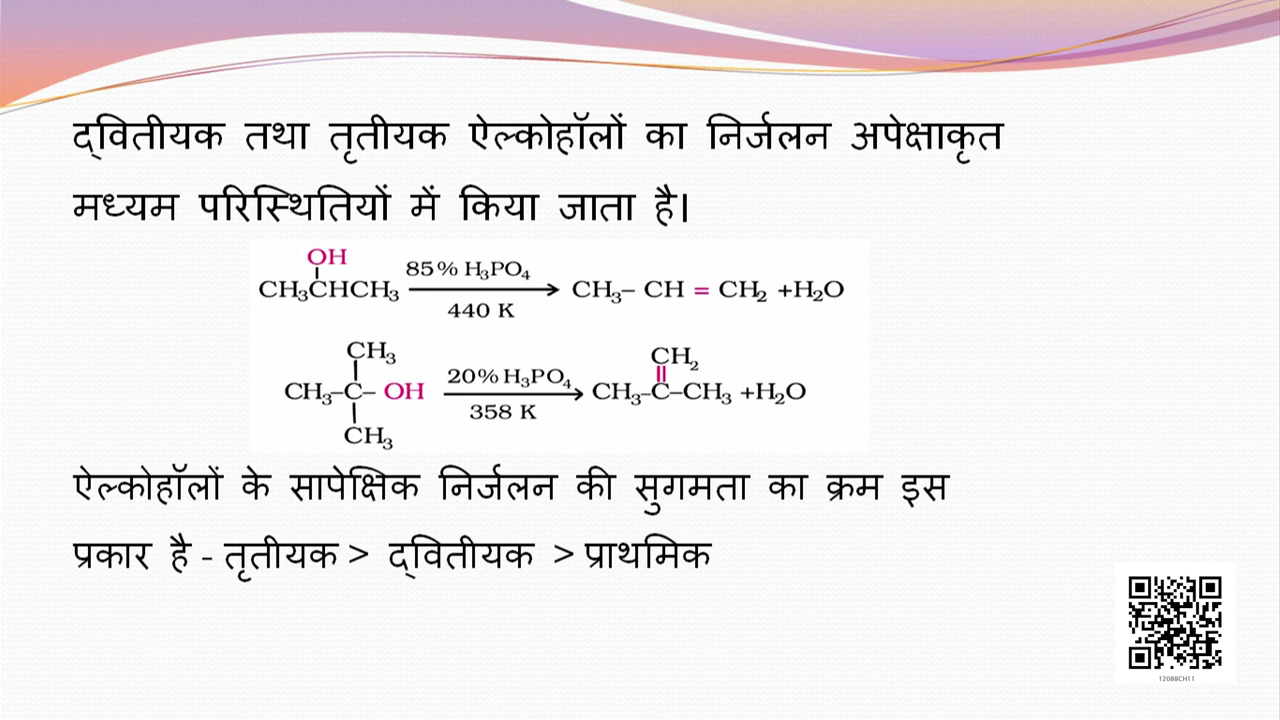 द्वितीयक तथा तृतीयक ऐल्कोहॉलों का निर्जलन अपेक्षाकृत
मध्यम परिस्थितियों में किया जाता है।
OH
CH₃CHCH₃ 85% H₃PO₄ 440 K CH₃– CH = CH₂ +H₂O
CH₃
CH₃–C– OH 20% H₃PO₄ 358 K CH₃–C–CH₃ +H₂O
CH₂
CH₃
ऐल्कोहॉलों के सापेक्षिक निर्जलन की सुगमता का क्रम इस
प्रकार है - तृतीयक > द्वितीयक > प्राथमिक
12088CH11